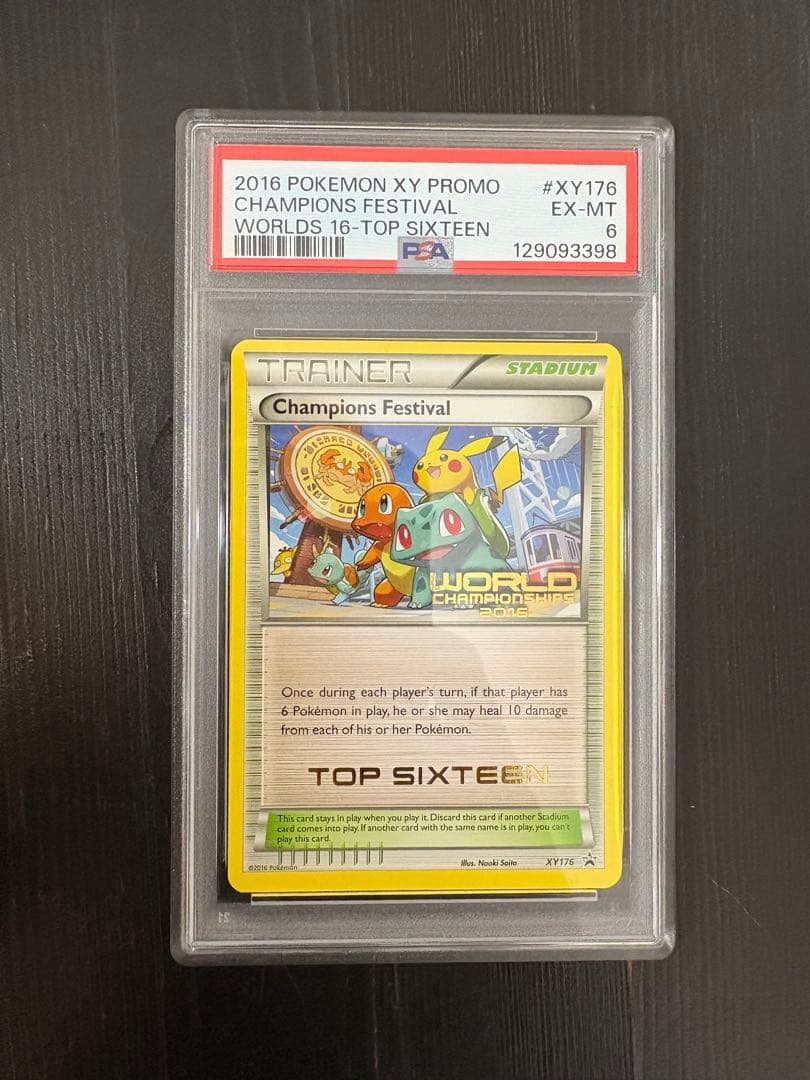 2016 POKEMON XY PROMO #XY176
CHAMPIONS FESTIVAL EX-MT
WORLDS 16-TOP SIXTEEN 6
PSA 129093398
TRAINER STADIUM
Champions Festival
WORLD
CHAMPIONSHIPS
2016
Once during each player's turn, if that player has
6 Pokémon in play, he or she may heal 10 damage
from each of his or her Pokémon.
TOP SIXTEEN
This card stays in play when you play it. Discard this card if another Stadium
card comes into play. If another card with the same name is in play, you can't
play this card.
©2016 Pokémon Illus. Naoki Saito XY176